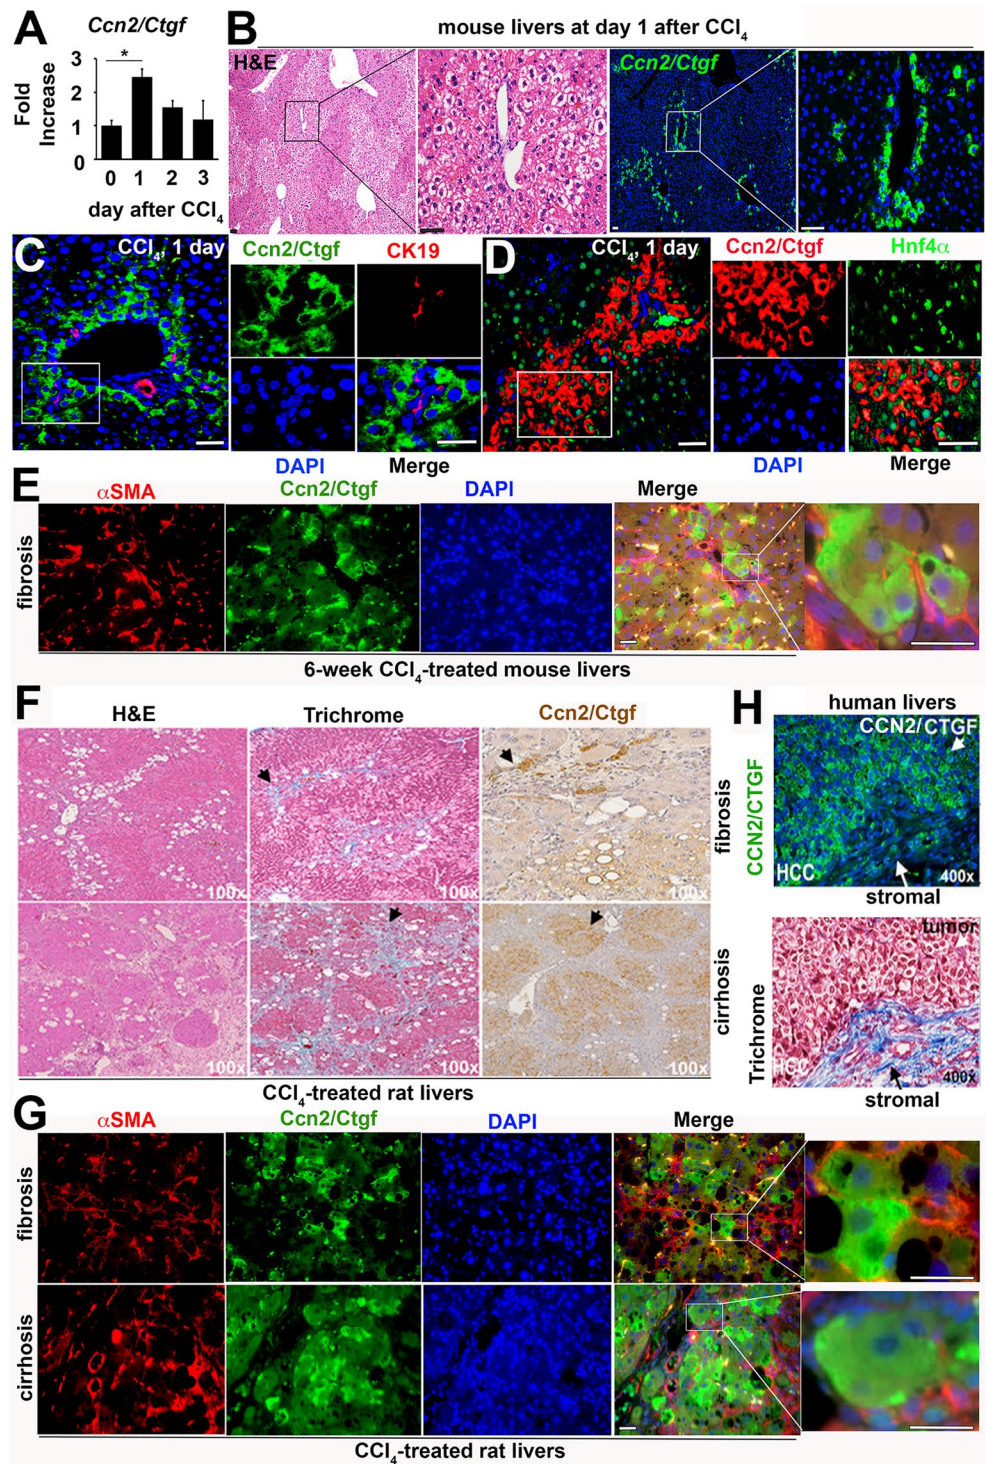 A
Ccn2/Ctgf
Fold
Increase
3
2
1
0
*
0 1 2 3
day after CCl4
B
mouse livers at day 1 after CCl4
H&E
Ccn2/Ctgf
C
CCl4, 1 day
Ccn2/Ctgf
CK19
DAPI
Merge
D
CCl4, 1 day
Ccn2/Ctgf
Hnf4α
DAPI
Merge
E
αSMA
Ccn2/Ctgf
DAPI
Merge
fibrosis
6-week CCl4-treated mouse livers
F
H&E
Trichrome
Ccn2/Ctgf
100x
100x
100x
fibrosis
100x
100x
100x
cirrhosis
CCl4-treated rat livers
H
human livers
CCN2/CTGF
CCN2/CTGF
HCC
400x
stromal
tumor
Trichrome
HCC
400x
stromal
G
αSMA
Ccn2/Ctgf
DAPI
Merge
fibrosis
cirrhosis
CCl4-treated rat livers